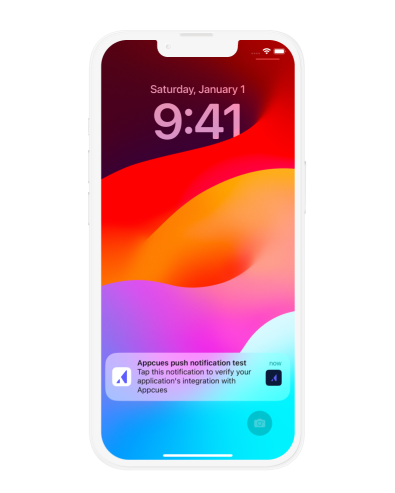 Saturday, January 1
9:41
Appcues push notification test now
Tap this notification to verify your
application's integration with
Appcues